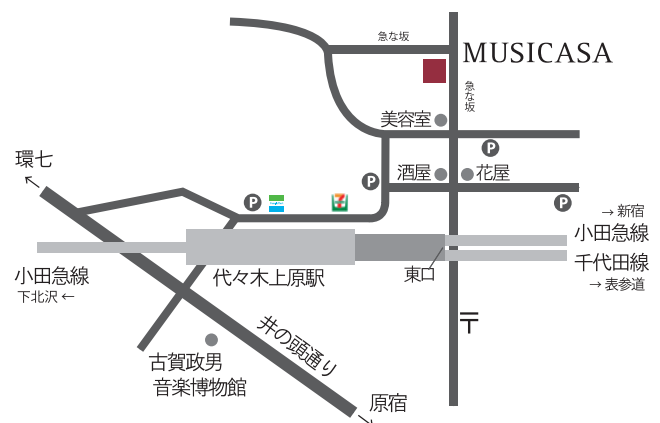 急な坂
MUSICASA
急な坂
美容室
P
環七
酒屋
花屋
P
P
P
7
→ 新宿
小田急線
千代田線
→ 表参道
小田急線
下北沢 ←
代々木上原駅
東口
〒
井の頭通り
古賀政男
音楽博物館
原宿